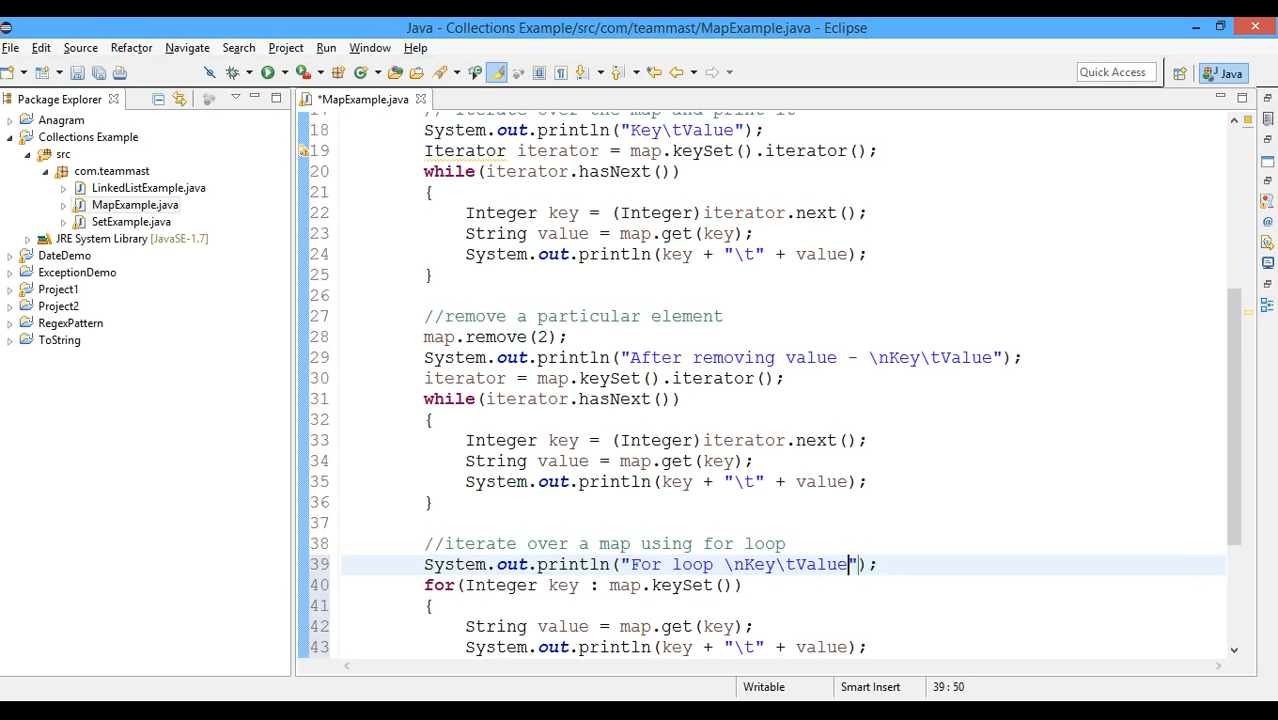 Java - Collections Example/src/com/teammast/MapExample.java - Eclipse
File Edit Source Refactor Navigate Search Project Run Window Help
Quick Access
Java
Package Explorer
*MapExample.java
Anagram
Collections Example
src
com.teammast
LinkedListExample.java
MapExample.java
SetExample.java
JRE System Library [JavaSE-1.7]
DateDemo
ExceptionDemo
Project1
Project2
RegexPattern
ToString
17 // iterate over the map and print it
18 System.out.println("Key\tValue");
19 Iterator iterator = map.keySet().iterator();
20 while(iterator.hasNext())
21 {
22 Integer key = (Integer)iterator.next();
23 String value = map.get(key);
24 System.out.println(key + "\t" + value);
25 }
26
27 //remove a particular element
28 map.remove(2);
29 System.out.println("After removing value - \nKey\tValue");
30 iterator = map.keySet().iterator();
31 while(iterator.hasNext())
32 {
33 Integer key = (Integer)iterator.next();
34 String value = map.get(key);
35 System.out.println(key + "\t" + value);
36 }
37
38 //iterate over a map using for loop
39 System.out.println("For loop \nKey\tValue");
40 for(Integer key : map.keySet())
41 {
42 String value = map.get(key);
43 System.out.println(key + "\t" + value);
Writable Smart Insert 39 : 50